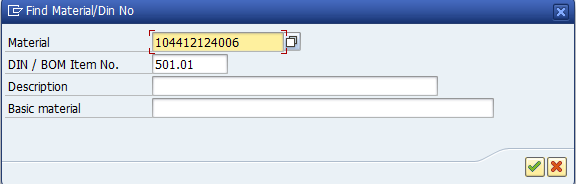 Find Material/Din No
Material 104412124006
DIN / BOM Item No. 501.01
Description
Basic material